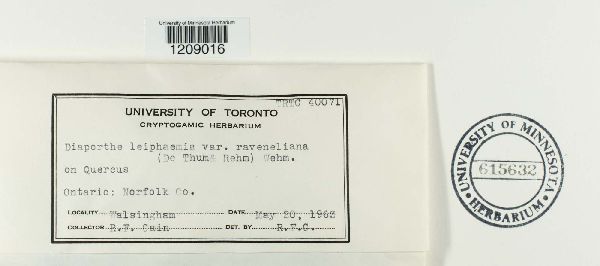 University of Minnesota Herbarium
1209016
TRTC 40071
UNIVERSITY OF TORONTO
CRYPTOGAMIC HERBARIUM
Diaporthe leiphaemia var. raveneliana
(De Thum& Rehm) Wehm.
on Quercus
Ontario: Norfolk Co.
LOCALITY Walsingham DATE May 20, 1963
COLLECTOR R.F. Cain DET. BY R.F.C.
UNIVERSITY OF MINNESOTA
615632
HERBARIUM